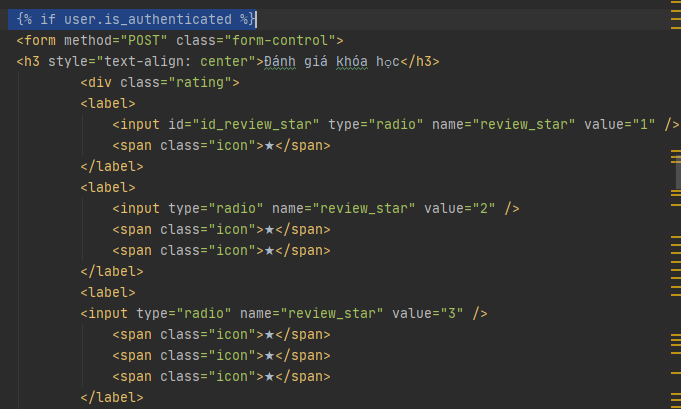 {% if user.is_authenticated %}
<form method="POST" class="form-control">
<h3 style="text-align: center">Đánh giá khóa học</h3>
<div class="rating">
<label>
<input id="id_review_star" type="radio" name="review_star" value="1" />
<span class="icon">★</span>
</label>
<label>
<input type="radio" name="review_star" value="2" />
<span class="icon">★</span>
<span class="icon">★</span>
</label>
<label>
<input type="radio" name="review_star" value="3" />
<span class="icon">★</span>
<span class="icon">★</span>
<span class="icon">★</span>
</label>